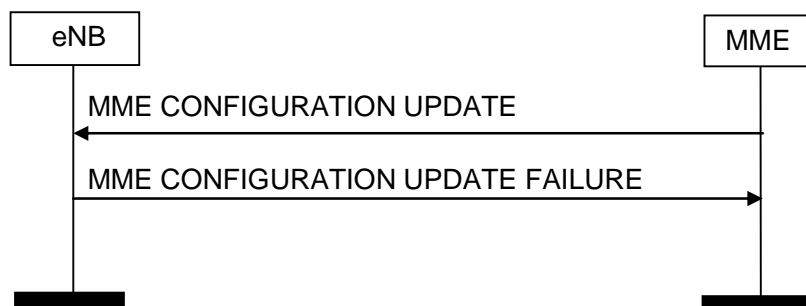 eNB
MME
MME CONFIGURATION UPDATE
MME CONFIGURATION UPDATE FAILURE